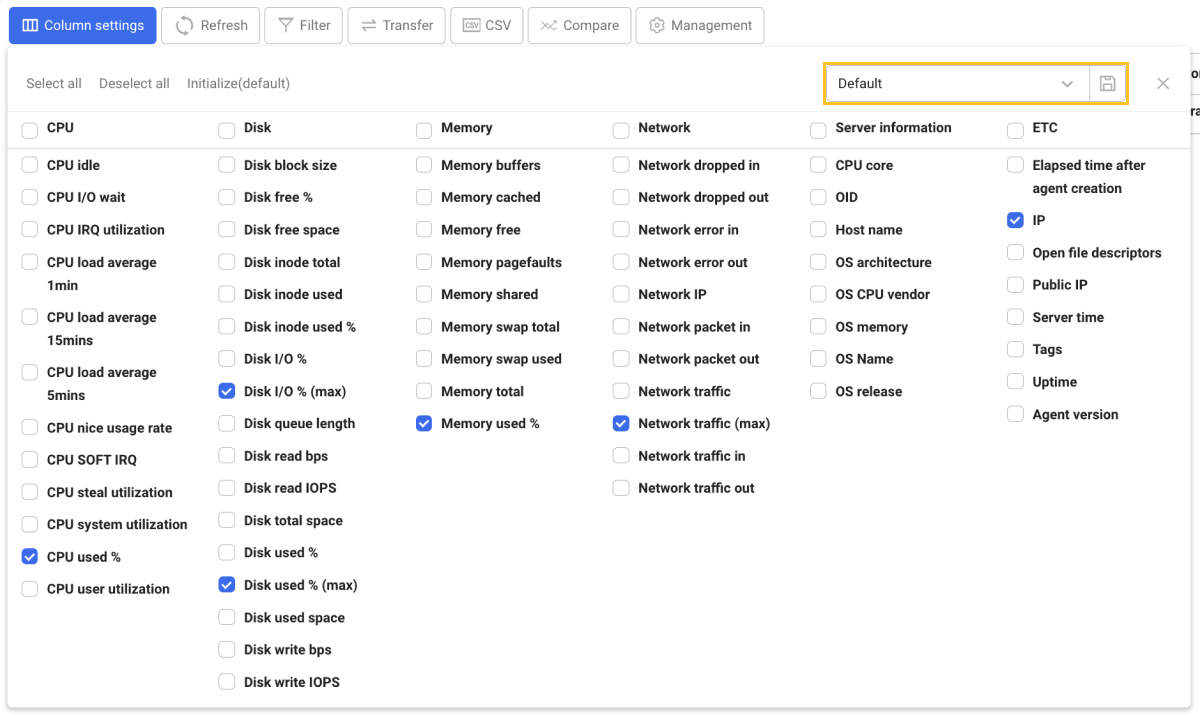 Column settings
Refresh
Filter
Transfer
CSV CSV
Compare
Management
Select all
Deselect all
Initialize(default)
Default
CPU
CPU idle
CPU I/O wait
CPU IRQ utilization
CPU load average
1min
CPU load average
15mins
CPU load average
5mins
CPU nice usage rate
CPU SOFT IRQ
CPU steal utilization
CPU system utilization
CPU used %
CPU user utilization
Disk
Disk block size
Disk free %
Disk free space
Disk inode total
Disk inode used
Disk inode used %
Disk I/O %
Disk I/O % (max)
Disk queue length
Disk read bps
Disk read IOPS
Disk total space
Disk used %
Disk used % (max)
Disk used space
Disk write bps
Disk write IOPS
Memory
Memory buffers
Memory cached
Memory free
Memory pagefaults
Memory shared
Memory swap total
Memory swap used
Memory total
Memory used %
Network
Network dropped in
Network dropped out
Network error in
Network error out
Network IP
Network packet in
Network packet out
Network traffic
Network traffic (max)
Network traffic in
Network traffic out
Server information
CPU core
OID
Host name
OS architecture
OS CPU vendor
OS memory
OS Name
OS release
ETC
Elapsed time after
agent creation
IP
Open file descriptors
Public IP
Server time
Tags
Uptime
Agent version